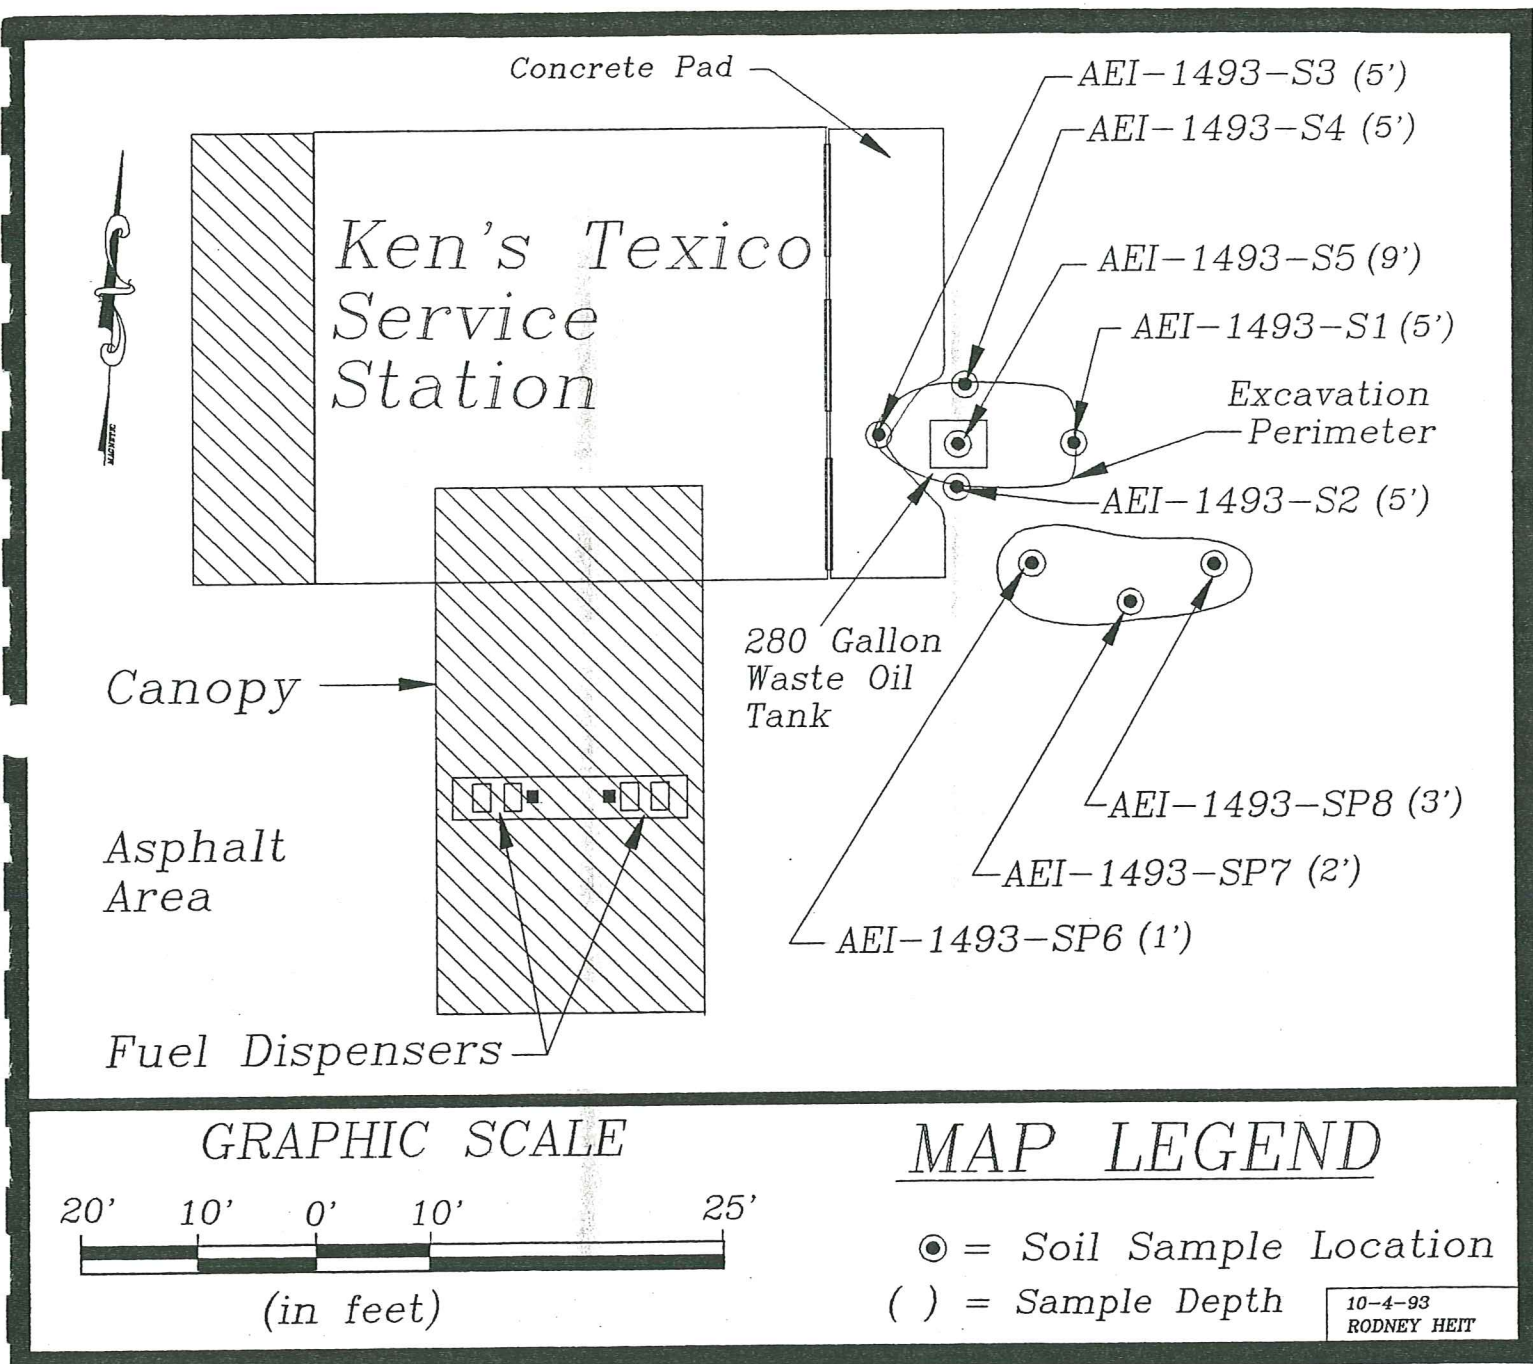 Concrete Pad
AEI-1493-S3 (5')
AEI-1493-S4 (5')
Ken's Texico
Service
Station
AEI-1493-S5 (9')
AEI-1493-S1 (5')
Excavation
Perimeter
AEI-1493-S2 (5')
MAGNETIC
280 Gallon
Waste Oil
Tank
Canopy
AEI-1493-SP8 (3')
Asphalt
Area
AEI-1493-SP7 (2')
AEI-1493-SP6 (1')
Fuel Dispensers
GRAPHIC SCALE
20' 10' 0' 10' 25'
(in feet)
MAP LEGEND
= Soil Sample Location
( ) = Sample Depth
10-4-93
RODNEY HEIT